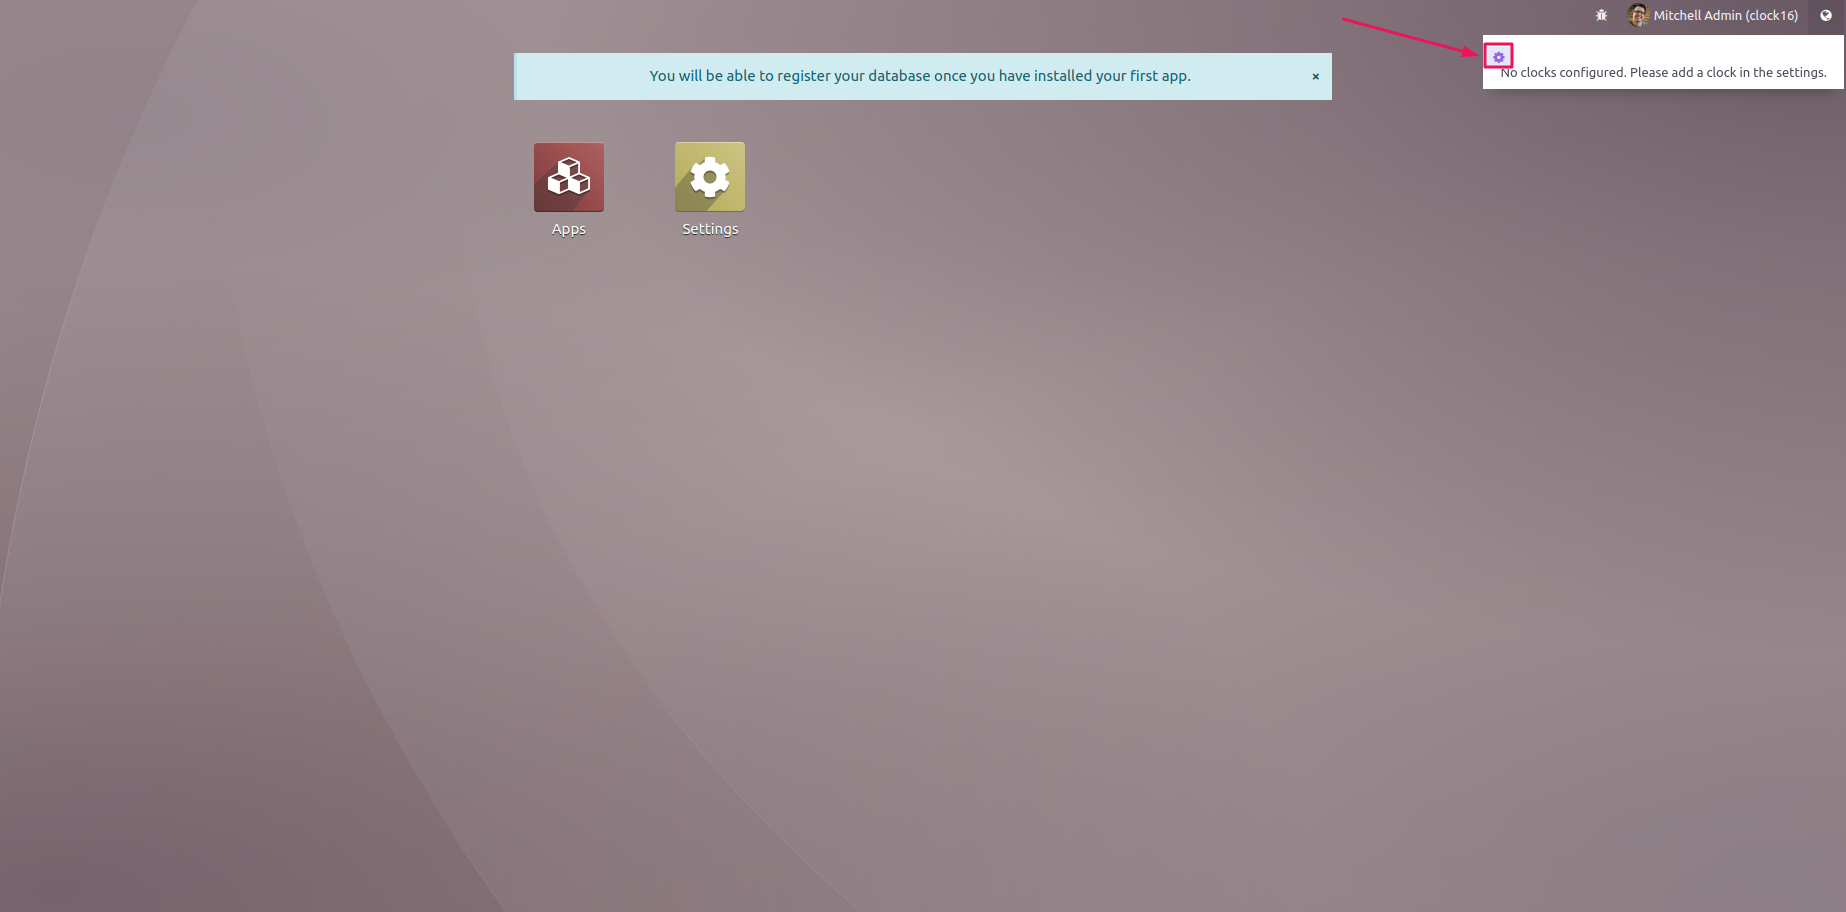 Mitchell Admin (clock16)
You will be able to register your database once you have installed your first app.
×
No clocks configured. Please add a clock in the settings.
Apps
Settings